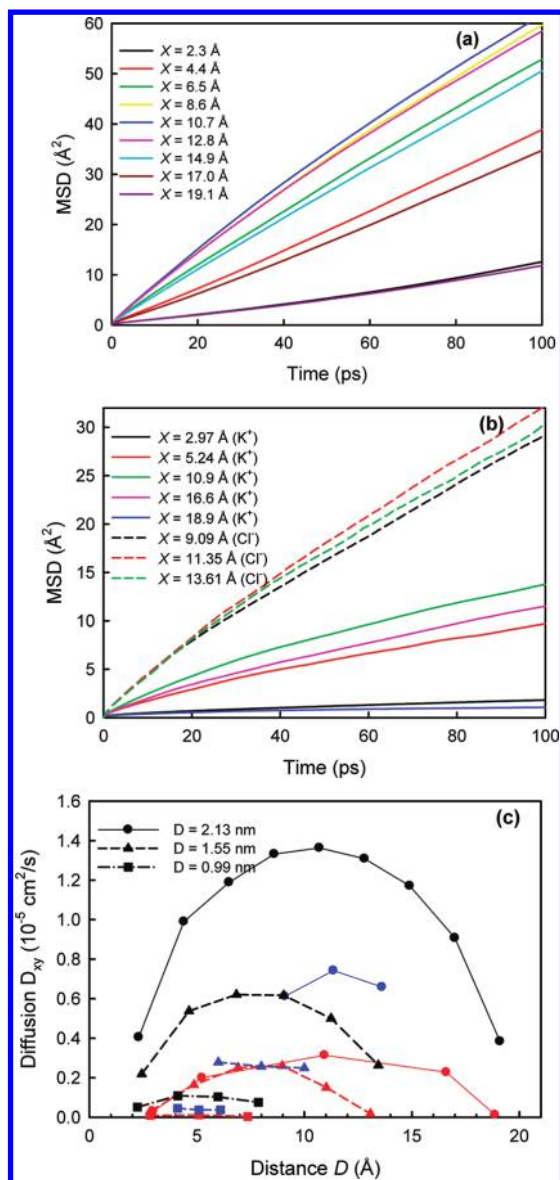 (a)
X = 2.3 Å
X = 4.4 Å
X = 6.5 Å
X = 8.6 Å
X = 10.7 Å
X = 12.8 Å
X = 14.9 Å
X = 17.0 Å
X = 19.1 Å
MSD (Å²)
60
50
40
30
20
10
0
0 20 40 60 80 100
Time (ps)
(b)
X = 2.97 Å (K⁺)
X = 5.24 Å (K⁺)
X = 10.9 Å (K⁺)
X = 16.6 Å (K⁺)
X = 18.9 Å (K⁺)
X = 9.09 Å (Cl⁻)
X = 11.35 Å (Cl⁻)
X = 13.61 Å (Cl⁻)
MSD (Å²)
30
25
20
15
10
5
0
0 20 40 60 80 100
Time (ps)
(c)
D = 2.13 nm
D = 1.55 nm
D = 0.99 nm
Diffusion Dxy (10⁻⁵ cm²/s)
1.6
1.4
1.2
1.0
0.8
0.6
0.4
0.2
0.0
0 5 10 15 20
Distance D (Å)